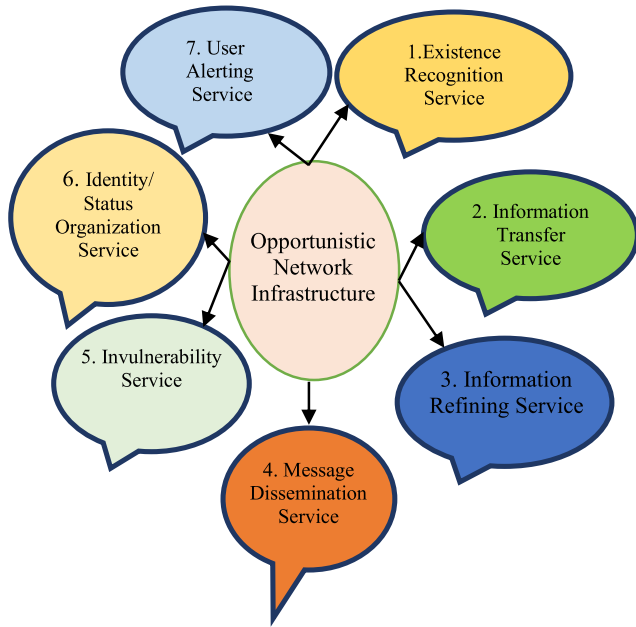 7. User
Alerting
Service
1.Existence
Recognition
Service
6. Identity/
Status
Organization
Service
2. Information
Transfer
Service
Opportunistic
Network
Infrastructure
5. Invulnerability
Service
3. Information
Refining Service
4. Message
Dissemination
Service